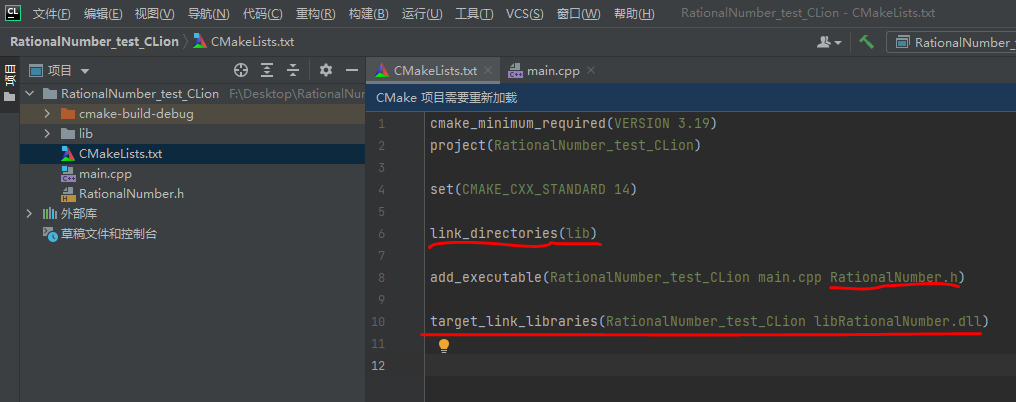 CL 文件(F) 编辑(E) 视图(V) 导航(N) 代码(C) 重构(R) 构建(B) 运行(U) 工具(T) VCS(S) 窗口(W) 帮助(H) RationalNumber_test_CLion - CMakeLists.txt
RationalNumber_test_CLion CMakeLists.txt RationalNumber_
项目
项目
RationalNumber_test_CLion F:\Desktop\RationalNur
cmake-build-debug
lib
CMakeLists.txt
main.cpp
RationalNumber.h
外部库
草稿文件和控制台
CMakeLists.txt main.cpp
CMake 项目需要重新加载
1 cmake_minimum_required(VERSION 3.19)
2 project(RationalNumber_test_CLion)
3
4 set(CMAKE_CXX_STANDARD 14)
5
6 link_directories(lib)
7
8 add_executable(RationalNumber_test_CLion main.cpp RationalNumber.h)
9
10 target_link_libraries(RationalNumber_test_CLion libRationalNumber.dll)
11
12